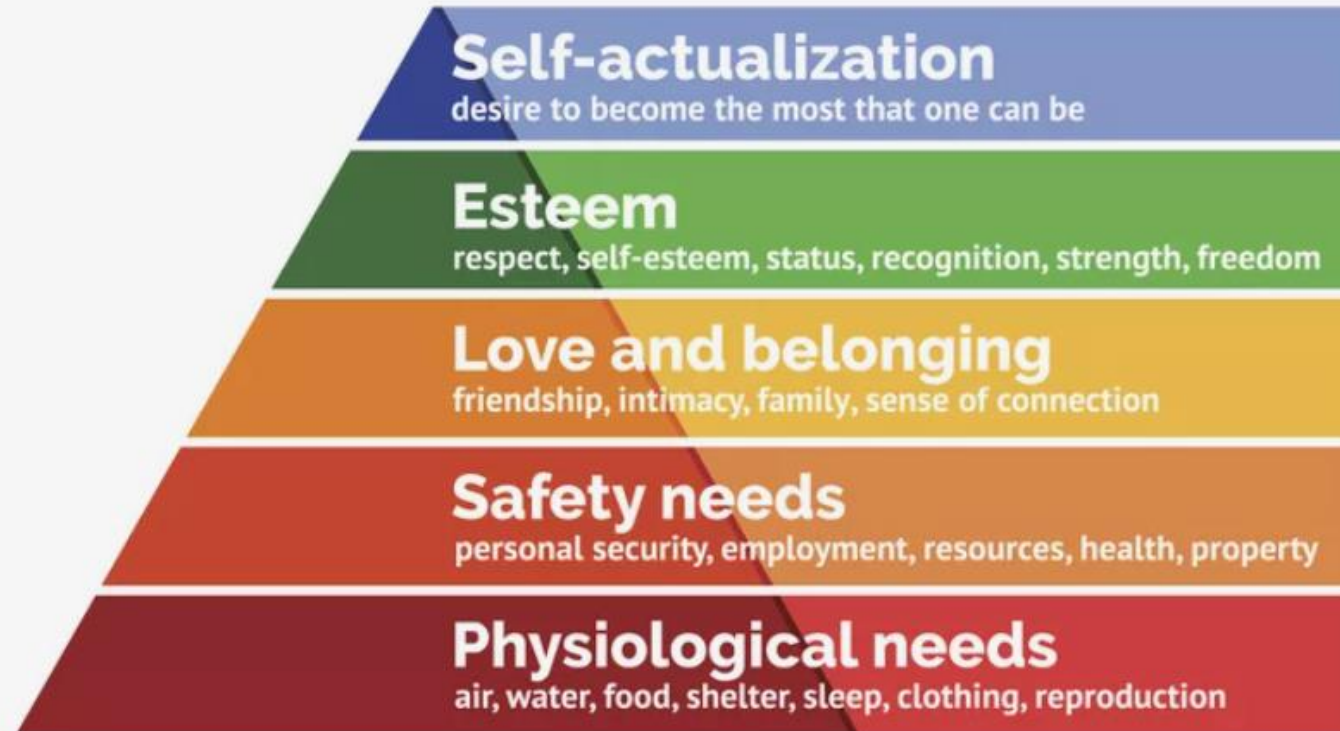 Self-actualization
desire to become the most that one can be
Esteem
respect, self-esteem, status, recognition, strength, freedom
Love and belonging
friendship, intimacy, family, sense of connection
Safety needs
personal security, employment, resources, health, property
Physiological needs
air, water, food, shelter, sleep, clothing, reproduction